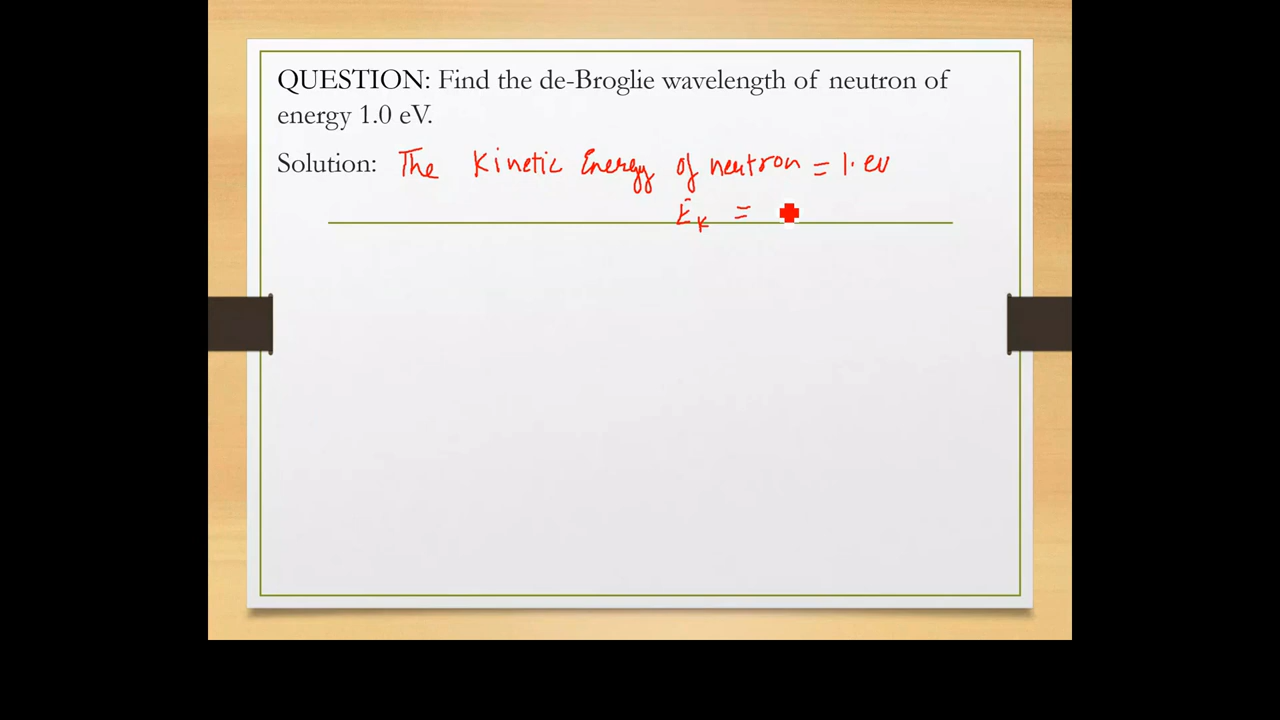 QUESTION: Find the de-Broglie wavelength of neutron of
energy 1.0 eV.
Solution: The Kinetic Energy of neutron = 1. ev
E_K =